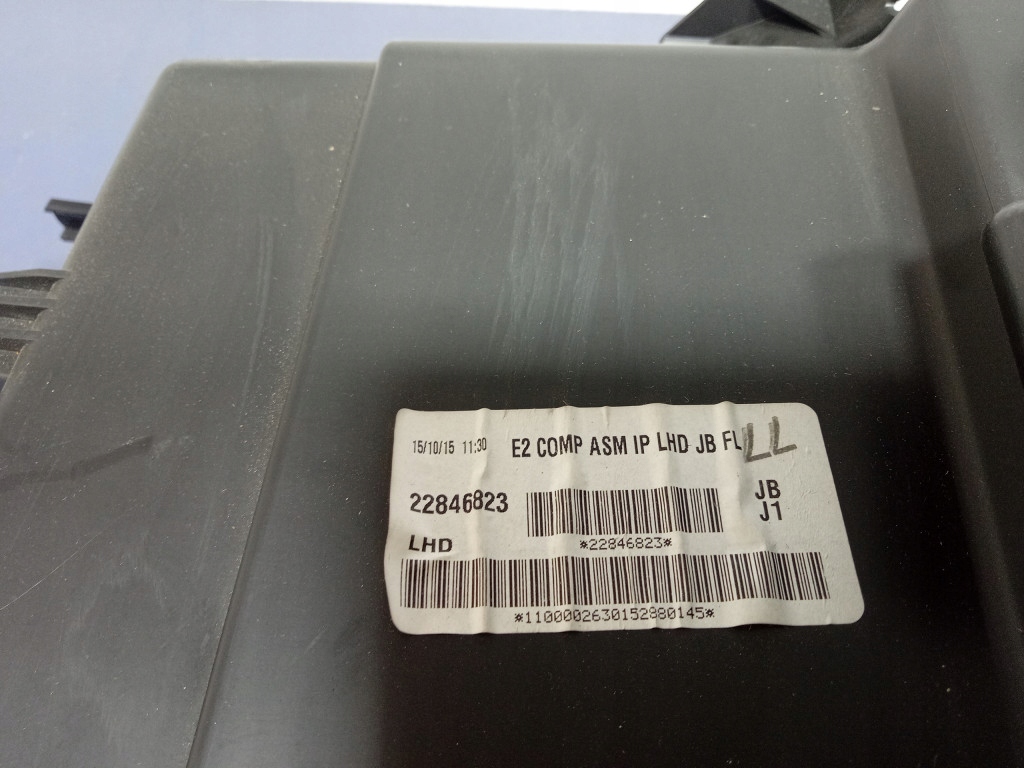 15/10/15 11:30 E2 COMP ASM IP LHD JB FL LL
22846823 JB
J1
*22846823*
LHD
*1100002630152880145*